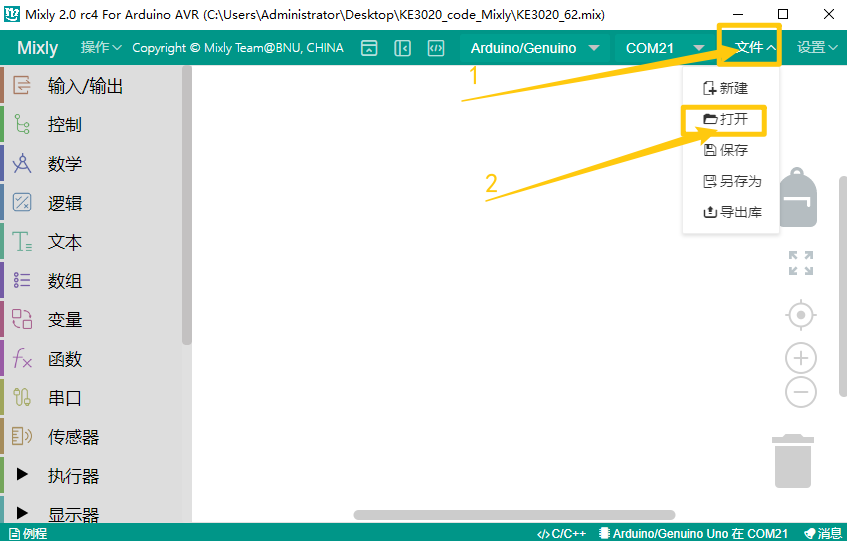 Mixly 2.0 rc4 For Arduino AVR (C:\Users\Administrator\Desktop\KE3020_code_Mixly\KE3020_62.mix)
Mixly 操作 Copyright © Mixly Team@BNU, CHINA Arduino/Genuino COM21 文件 设置
1
新建
打开
保存
另存为
导出库
2
输入/输出
控制
数学
逻辑
文本
数组
变量
函数
串口
传感器
执行器
显示器
例程 C/C++ Arduino/Genuino Uno 在 COM21 消息